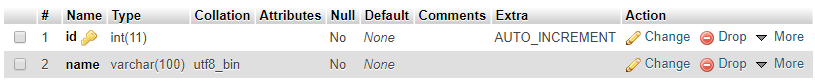 # Name Type Collation Attributes Null Default Comments Extra Action
1 id int(11) No None AUTO_INCREMENT Change Drop More
2 name varchar(100) utf8_bin No None Change Drop More